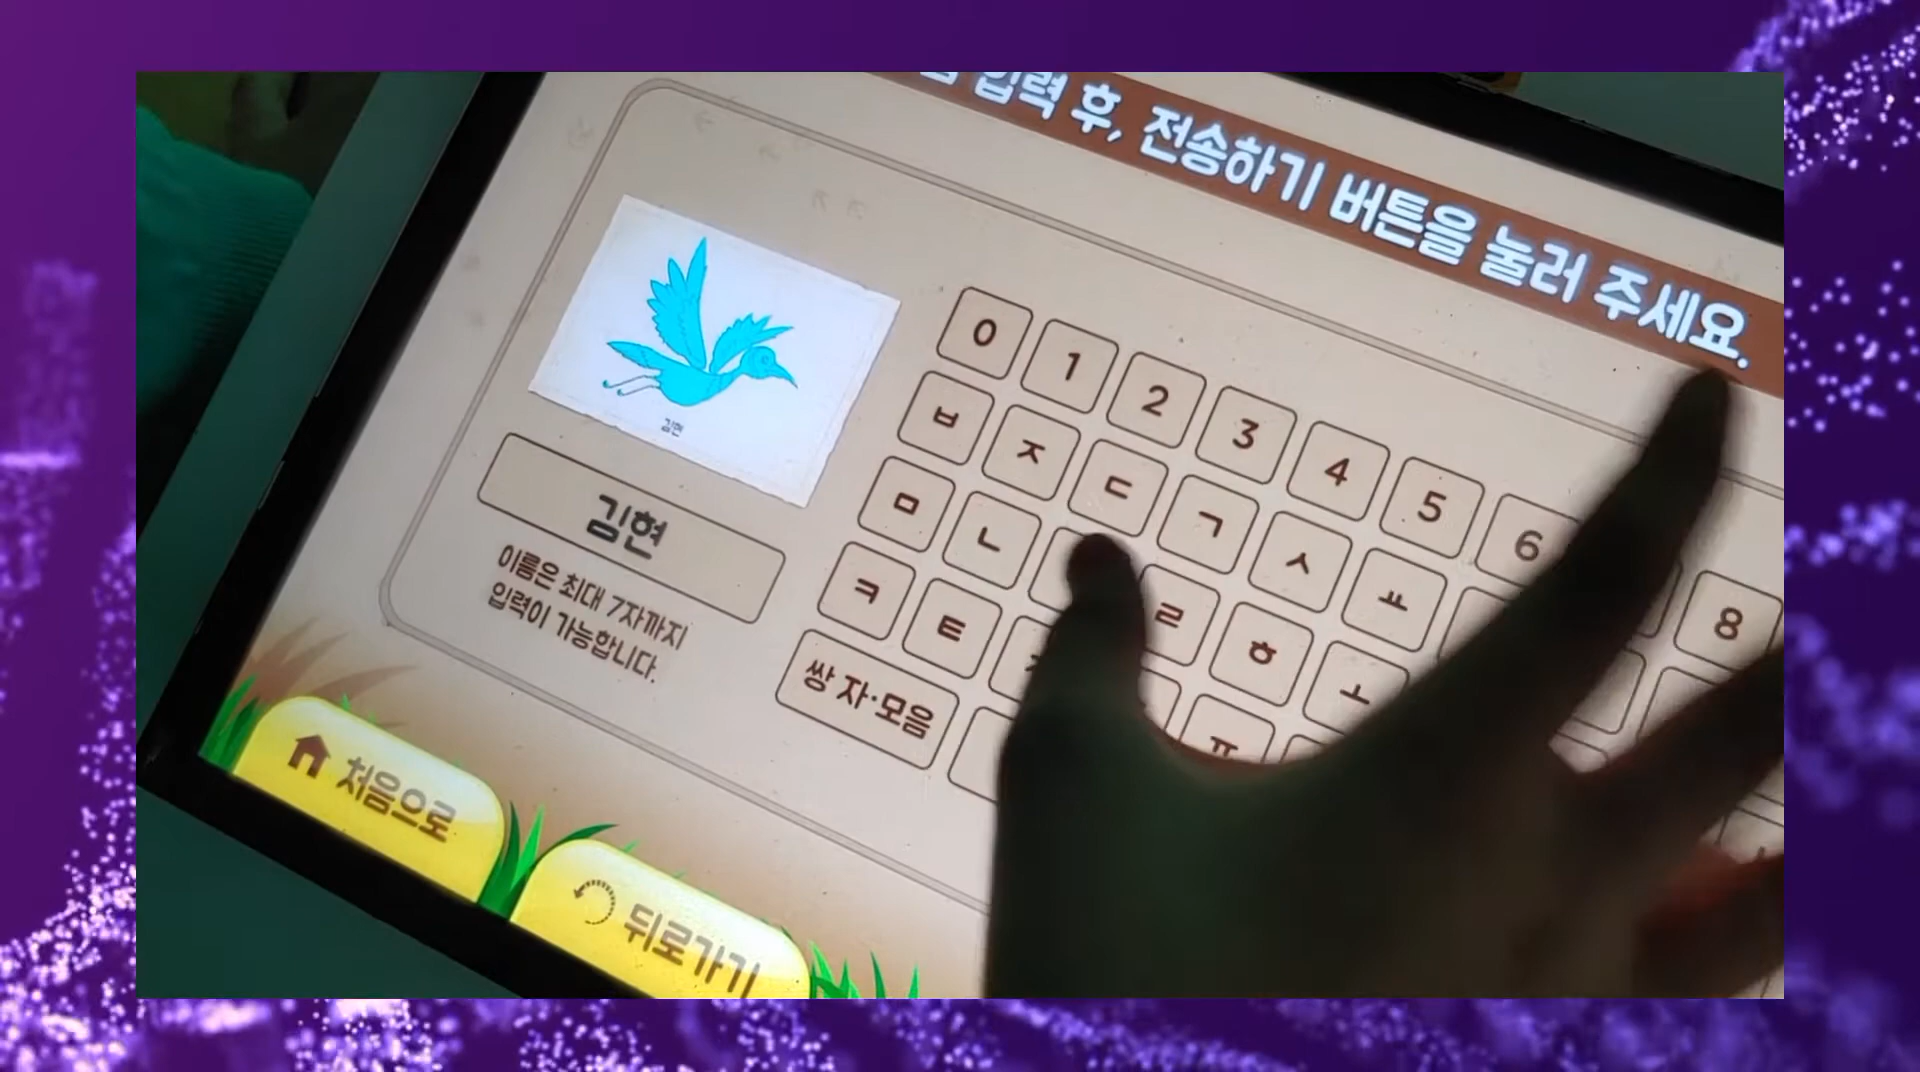 입력 후, 전송하기 버튼을 눌러 주세요.
김현
김현
이름은 최대 7자까지
입력이 가능합니다.
0 1 2 3 4 5 6 8
ㅂ ㅈ ㄷ ㄱ ㅅ ㅛ
ㅁ ㄴ ㄹ ㅎ ㅗ
ㅋ ㅌ ㅠ
쌍 자·모음
처음으로
뒤로가기